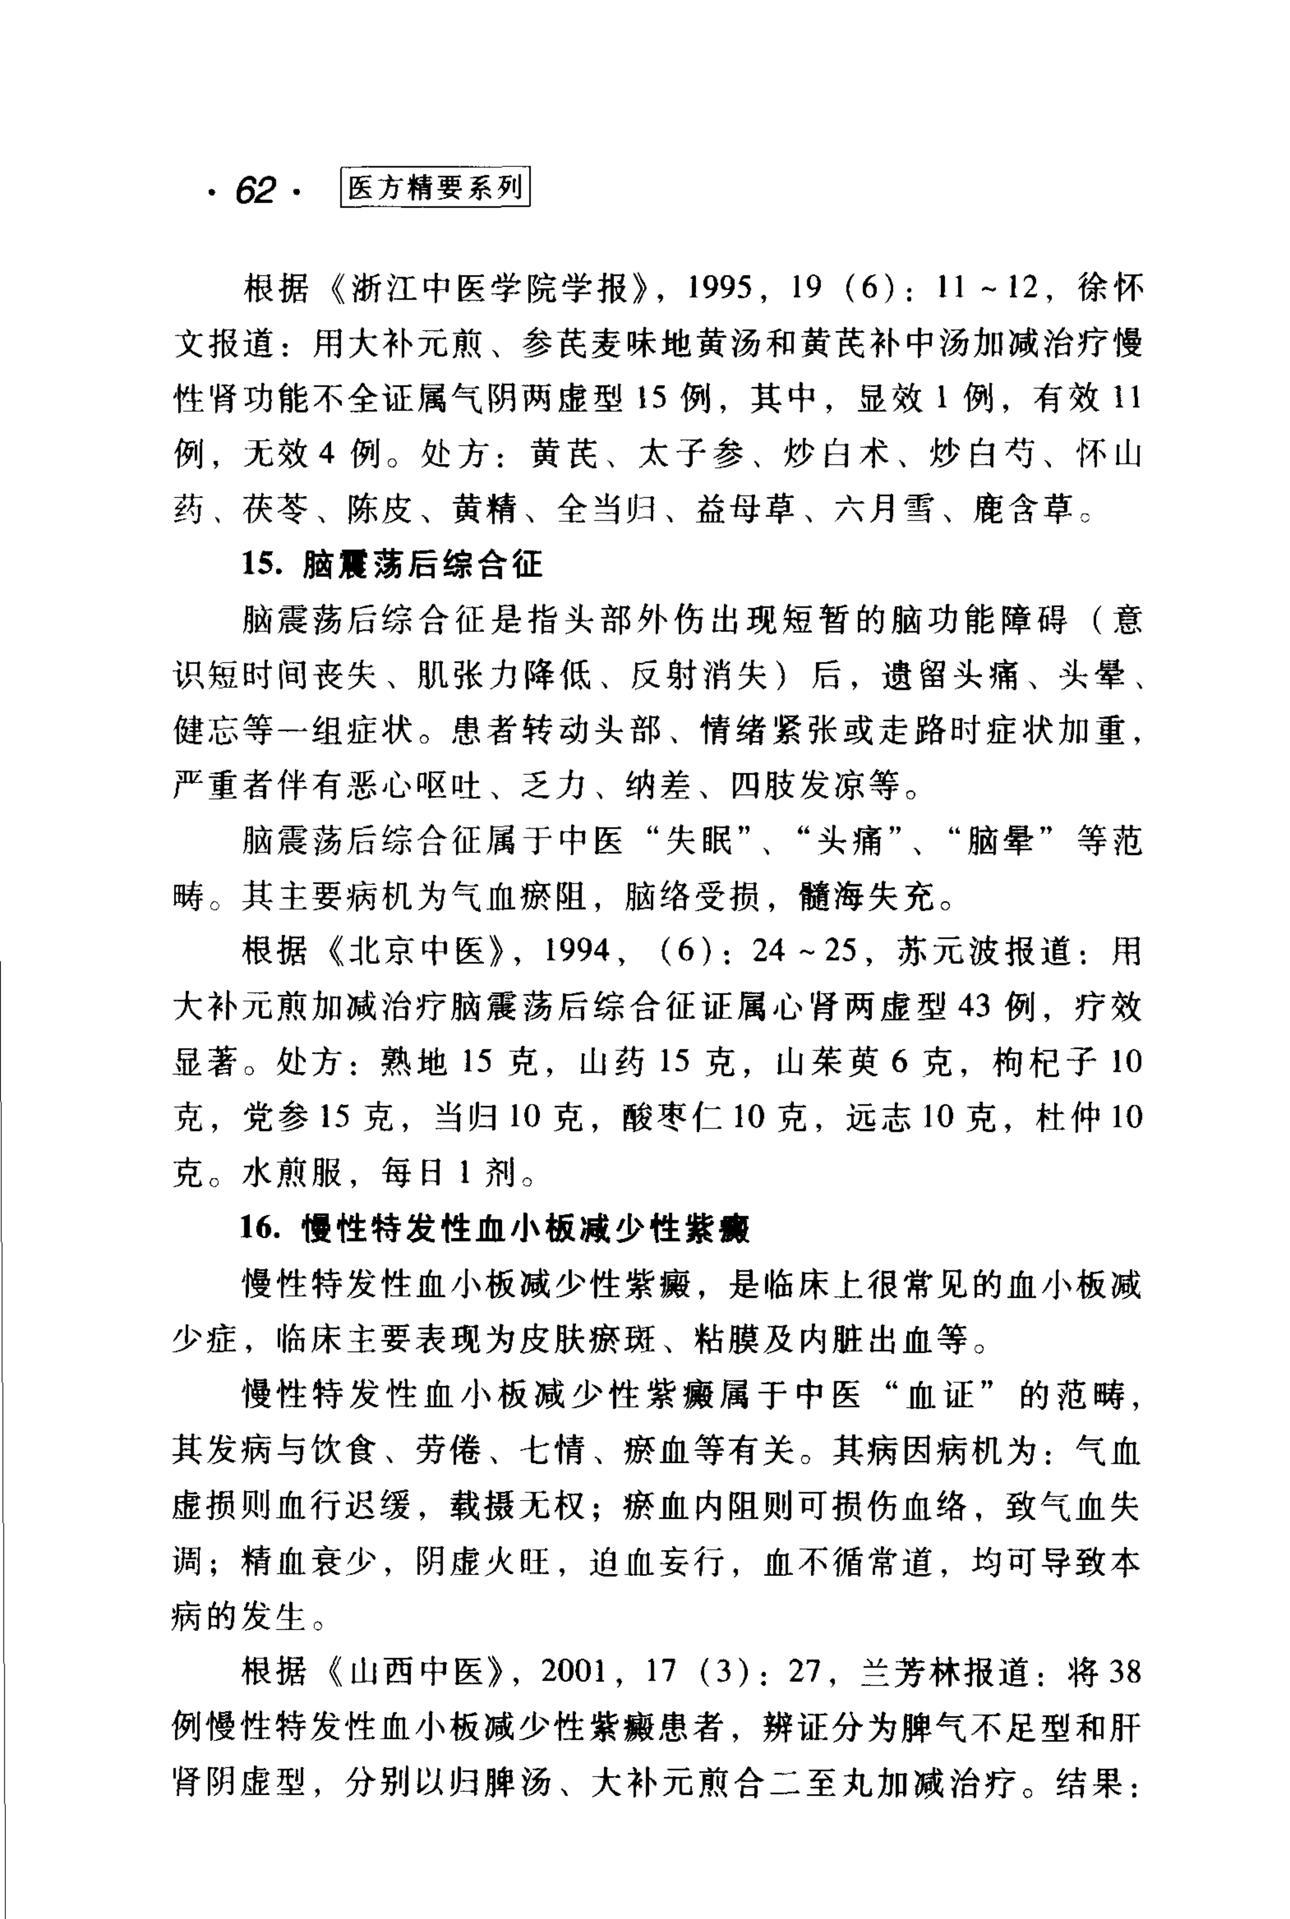 ·62· 医方精要系列
根据《浙江中医学院学报》，1995，19（6）：11～12，徐怀
文报道：用大补元煎、参芪麦味地黄汤和黄芪补中汤加减治疗慢
性肾功能不全证属气阴两虚型15例，其中，显效1例，有效11
例，无效4例。处方：黄芪、太子参、炒白术、炒白芍、怀山
药、茯苓、陈皮、黄精、全当归、益母草、六月雪、鹿含草。
15. 脑震荡后综合征
脑震荡后综合征是指头部外伤出现短暂的脑功能障碍（意
识短时间丧失、肌张力降低、反射消失）后，遗留头痛、头晕、
健忘等一组症状。患者转动头部、情绪紧张或走路时症状加重，
严重者伴有恶心呕吐、乏力、纳差、四肢发凉等。
脑震荡后综合征属于中医“失眠”、“头痛”、“脑晕”等范
畴。其主要病机为气血瘀阻，脑络受损，髓海失充。
根据《北京中医》，1994，（6）：24～25，苏元波报道：用
大补元煎加减治疗脑震荡后综合征证属心肾两虚型43例，疗效
显著。处方：熟地15克，山药15克，山茱萸6克，枸杞子10
克，党参15克，当归10克，酸枣仁10克，远志10克，杜仲10
克。水煎服，每日1剂。
16. 慢性特发性血小板减少性紫癜
慢性特发性血小板减少性紫癜，是临床上很常见的血小板减
少症，临床主要表现为皮肤瘀斑、粘膜及内脏出血等。
慢性特发性血小板减少性紫癜属于中医“血证”的范畴，
其发病与饮食、劳倦、七情、瘀血等有关。其病因病机为：气血
虚损则血行迟缓，载摄无权；瘀血内阻则可损伤血络，致气血失
调；精血衰少，阴虚火旺，迫血妄行，血不循常道，均可导致本
病的发生。
根据《山西中医》，2001，17（3）：27，兰芳林报道：将38
例慢性特发性血小板减少性紫癜患者，辨证分为脾气不足型和肝
肾阴虚型，分别以归脾汤、大补元煎合二至丸加减治疗。结果：